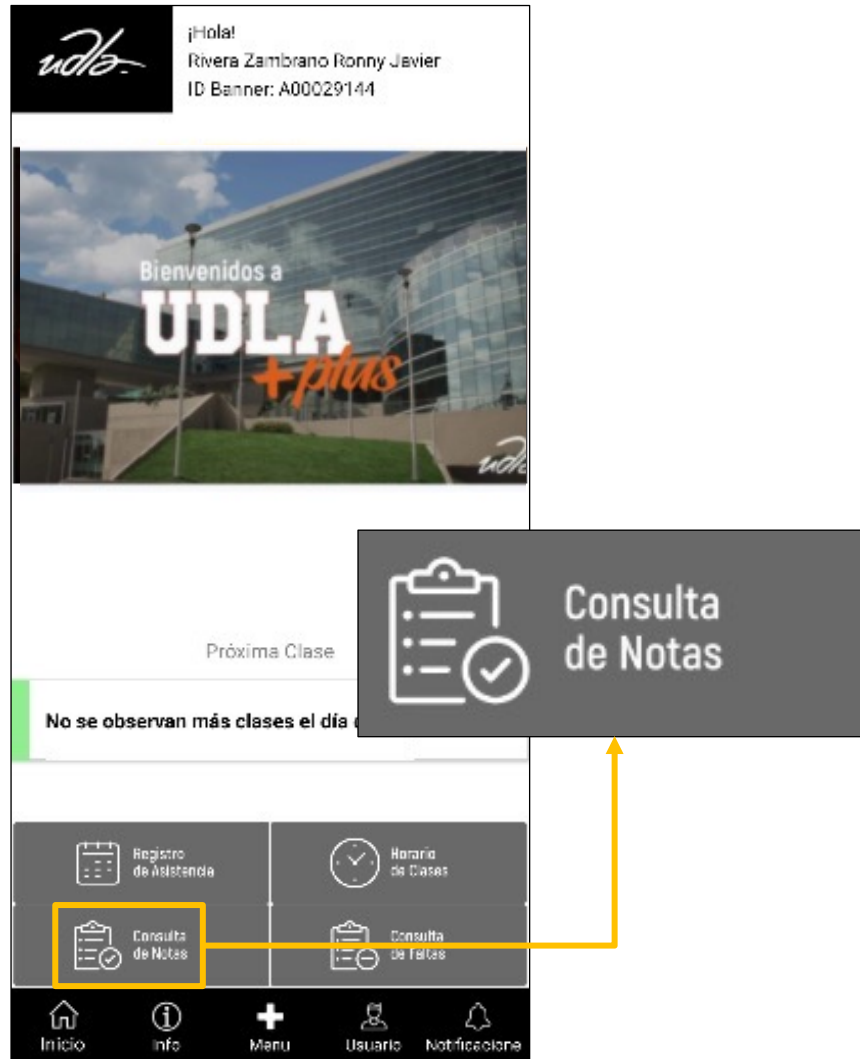 udla-
¡Hola!
Rivera Zambrano Ronny Javier
ID Banner: A00029144
Bienvenidos a
UDLA
+plus
udla
Próxima Clase
No se observan más clases el día
Consulta
de Notas
Registro
de Asistencia
Horario
de Clases
Consulta
de Notas
Consulta
de Faltas
Inicio
Info
Menu
Usuario
Notificacione